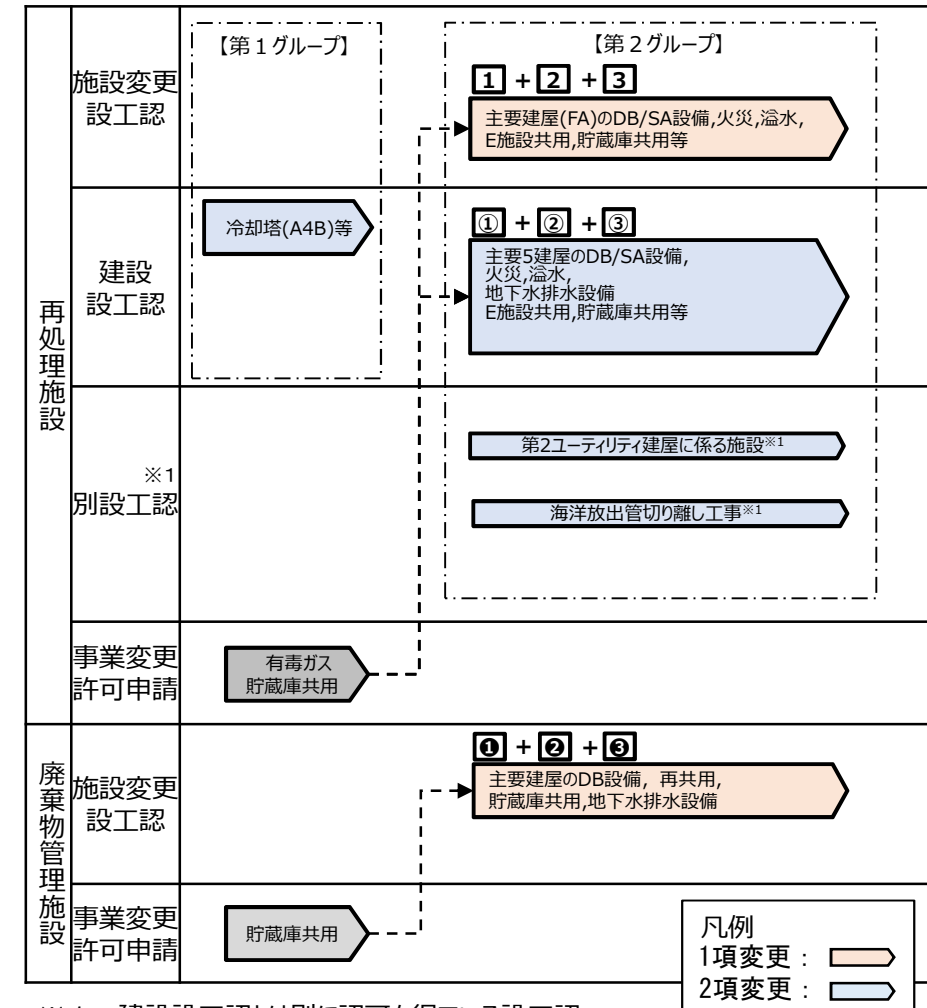 再処理施設
施設変更
設工認
【第１グループ】
【第２グループ】
1 + 2 + 3
主要建屋(FA)のDB/SA設備,火災,溢水,
E施設共用,貯蔵庫共用等
建設
設工認
冷却塔(A4B)等
① + ② + ③
主要5建屋のDB/SA設備,
火災,溢水,
地下水排水設備
E施設共用,貯蔵庫共用等
※1
別設工認
第2ユーティリティ建屋に係る施設※1
海洋放出管切り離し工事※1
事業変更
許可申請
有毒ガス
貯蔵庫共用
廃棄物管理施設
施設変更
設工認
❶ + ❷ + ❸
主要建屋のDB設備，再共用,
貯蔵庫共用,地下水排水設備
事業変更
許可申請
貯蔵庫共用
凡例
1項変更：
2項変更：